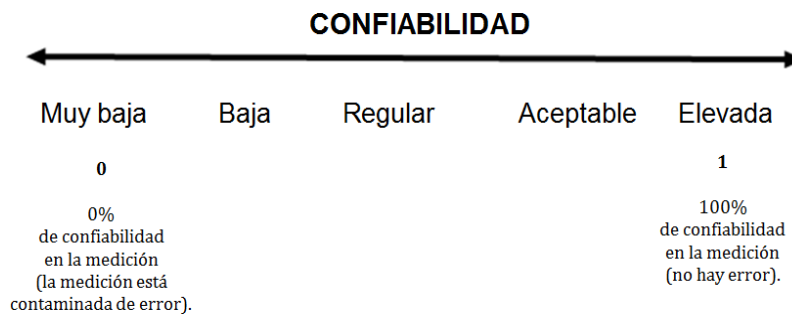 CONFIABILIDAD
Muy baja Baja Regular Aceptable Elevada
0
0%
de confiabilidad
en la medición
(la medición está
contaminada de error).
1
100%
de confiabilidad
en la medición
(no hay error).